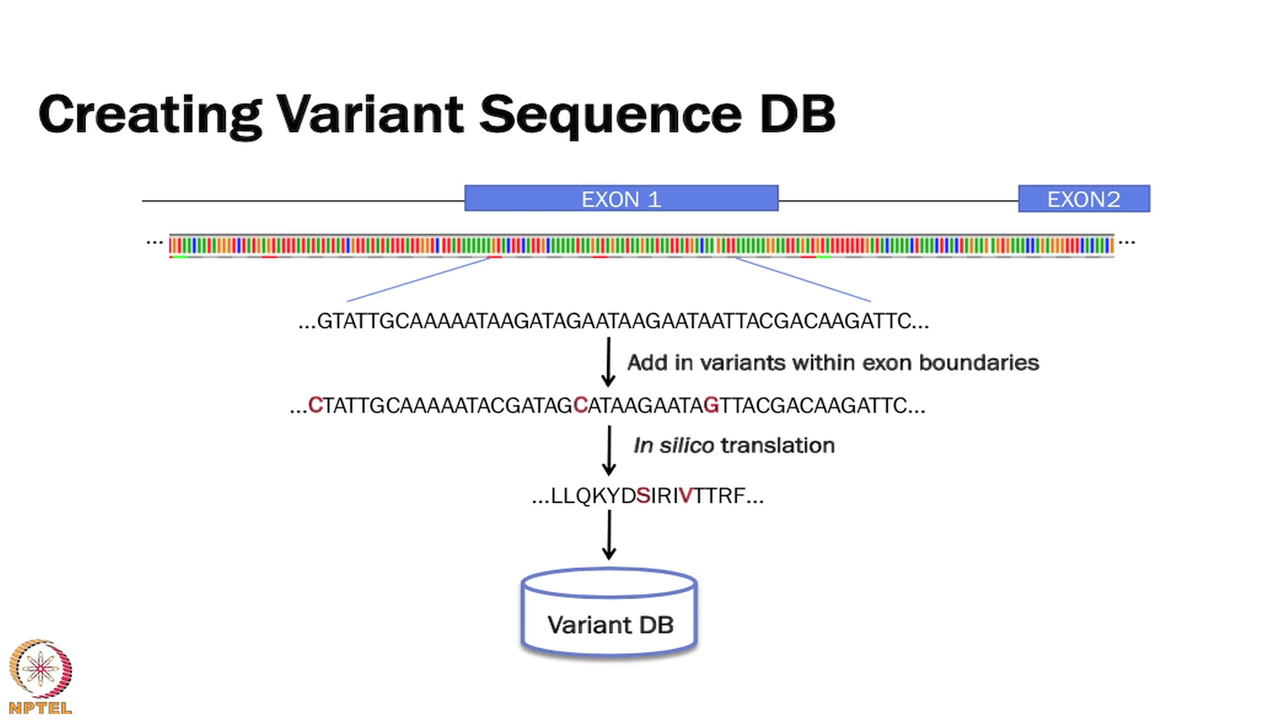 Creating Variant Sequence DB
EXON 1
EXON2
... ...
...GTATTGCAAAAATAAGATAGAATAAGAATAATTACGACAAGATTC...
Add in variants within exon boundaries
...CTATTGCAAAAATACGATAGCATAAGAATAGTTACGACAAGATTC...
In silico translation
...LLQKYDSIRIVTTRF...
Variant DB
NPTEL